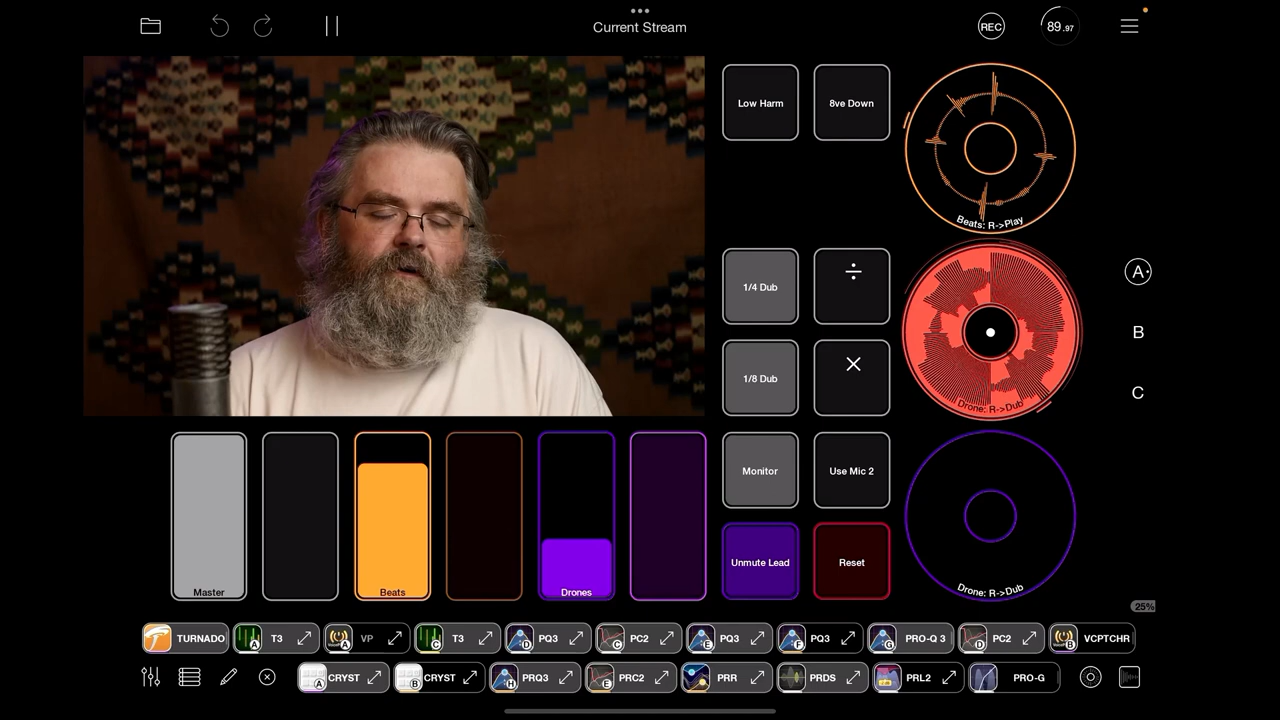 Current Stream
REC
89.97
Low Harm
8ve Down
Beats: R->Play
1/4 Dub
÷
A
B
C
1/8 Dub
×
Drone: R->Dub
Monitor
Use Mic 2
Unmute Lead
Reset
Drone: R->Dub
Master
Beats
Drones
25%
TURNADO
A T3
A VP
C T3
D PQ3
C PC2
E PQ3
F PQ3
G PRO-Q 3
D PC2
B VCPTCHR
A CRYST
B CRYST
H PRQ3
E PRC2
PRR
PRDS
PRL2
PRO-G